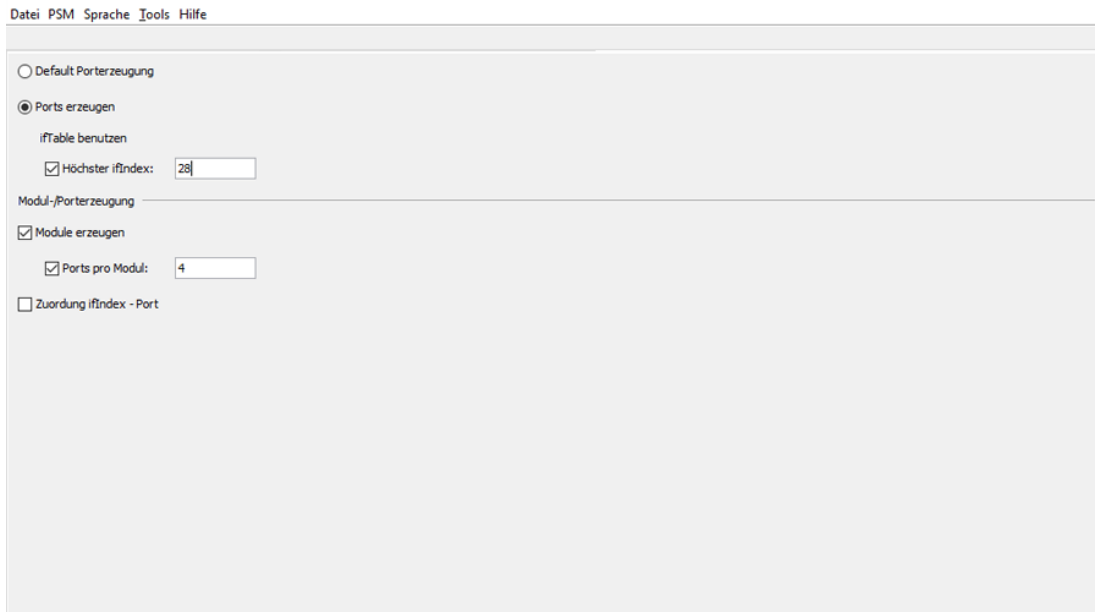 Datei PSM Sprache Tools Hilfe
Default Porterzeugung
Ports erzeugen
ifTable benutzen
Höchster ifIndex: 28
Modul-/Porterzeugung
Module erzeugen
Ports pro Modul: 4
Zuordung ifIndex - Port